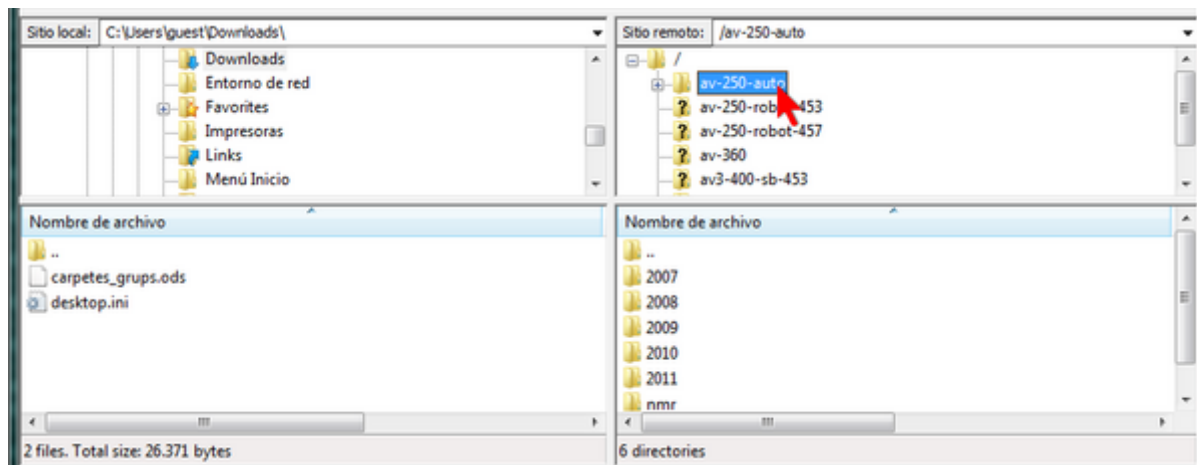 Sitio local: C:\Users\guest\Downloads\
Downloads
Entorno de red
Favorites
Impresoras
Links
Menú Inicio
Nombre de archivo
..
carpetes_grups.ods
desktop.ini
2 files. Total size: 26.371 bytes
Sitio remoto: /av-250-auto
/
av-250-auto
av-250-robot-453
av-250-robot-457
av-360
av3-400-sb-453
Nombre de archivo
..
2007
2008
2009
2010
2011
nmr
6 directories